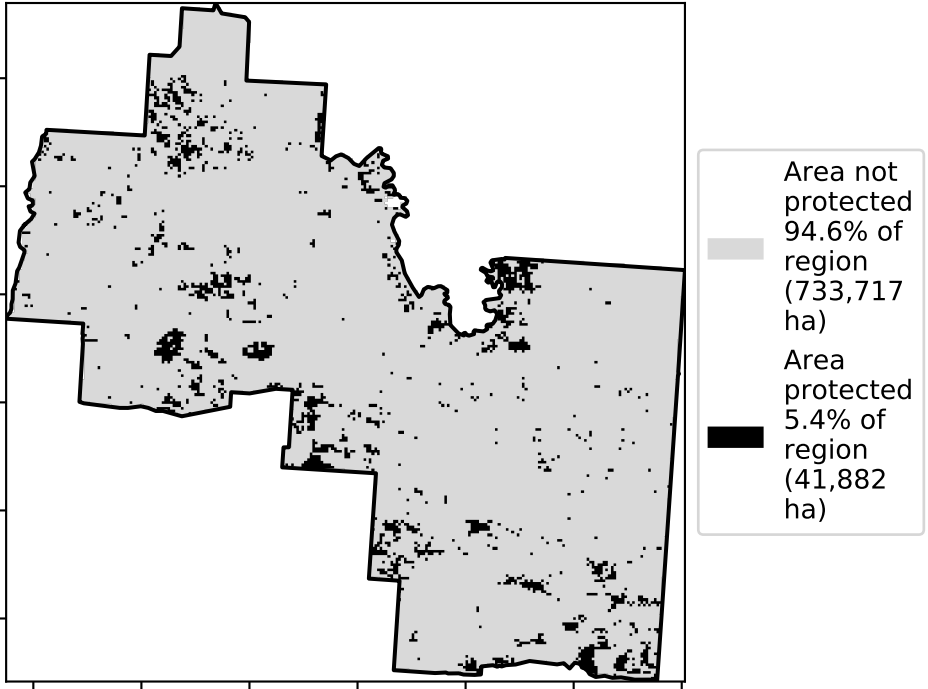 Area not
protected
94.6% of
region
(733,717
ha)
Area
protected
5.4% of
region
(41,882
ha)